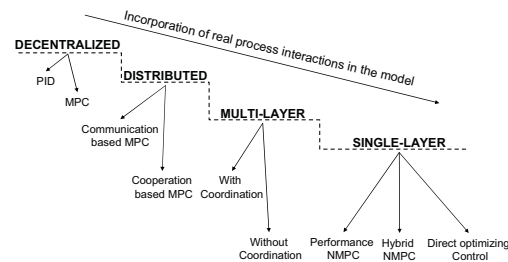 Incorporation of real process interactions in the model
DECENTRALIZED
PID
MPC
DISTRIBUTED
Communication
based MPC
Cooperation
based MPC
MULTI-LAYER
With
Coordination
Without
Coordination
SINGLE-LAYER
Performance
NMPC
Hybrid
NMPC
Direct optimizing
Control